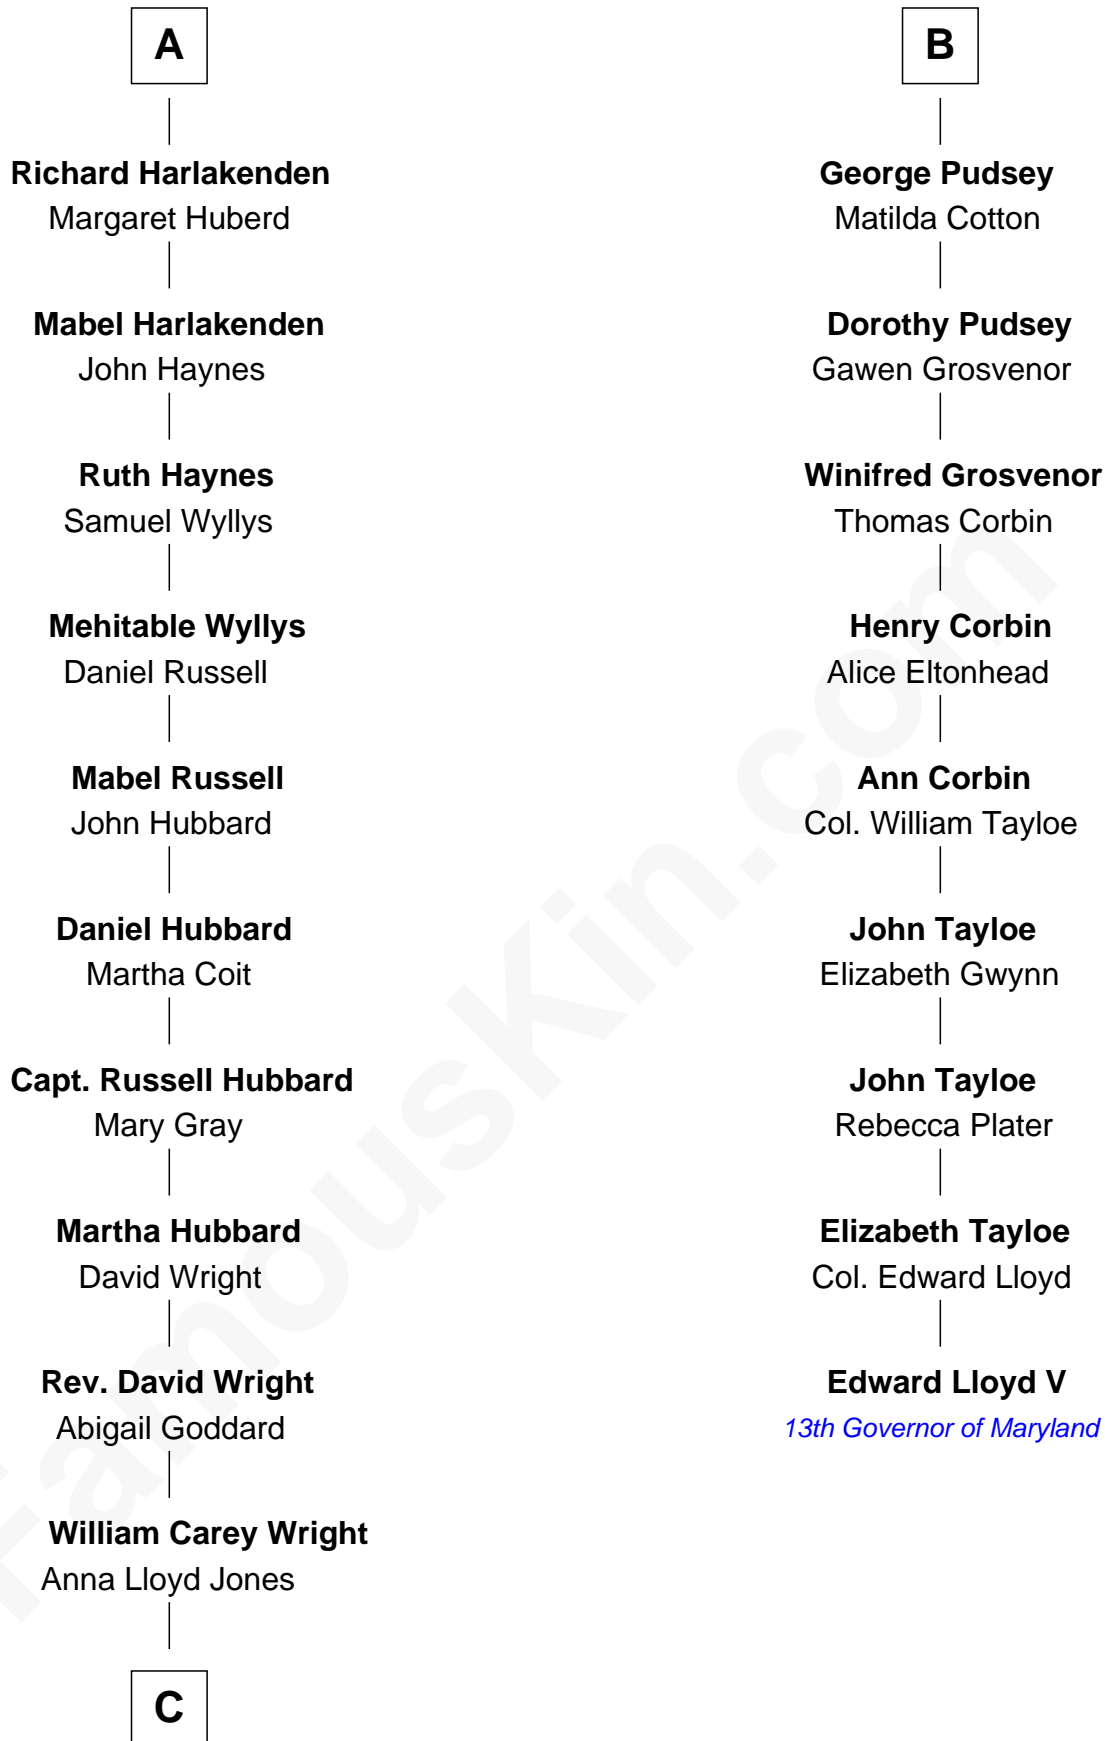 A
Richard Harlakenden
Margaret Huberd
Mabel Harlakenden
John Haynes
Ruth Haynes
Samuel Wyllys
Mehitable Wyllys
Daniel Russell
Mabel Russell
John Hubbard
Daniel Hubbard
Martha Coit
Capt. Russell Hubbard
Mary Gray
Martha Hubbard
David Wright
Rev. David Wright
Abigail Goddard
William Carey Wright
Anna Lloyd Jones
C
B
George Pudsey
Matilda Cotton
Dorothy Pudsey
Gawen Grosvenor
Winifred Grosvenor
Thomas Corbin
Henry Corbin
Alice Eltonhead
Ann Corbin
Col. William Tayloe
John Tayloe
Elizabeth Gwynn
John Tayloe
Rebecca Plater
Elizabeth Tayloe
Col. Edward Lloyd
Edward Lloyd V
13th Governor of Maryland
FamousKin.com